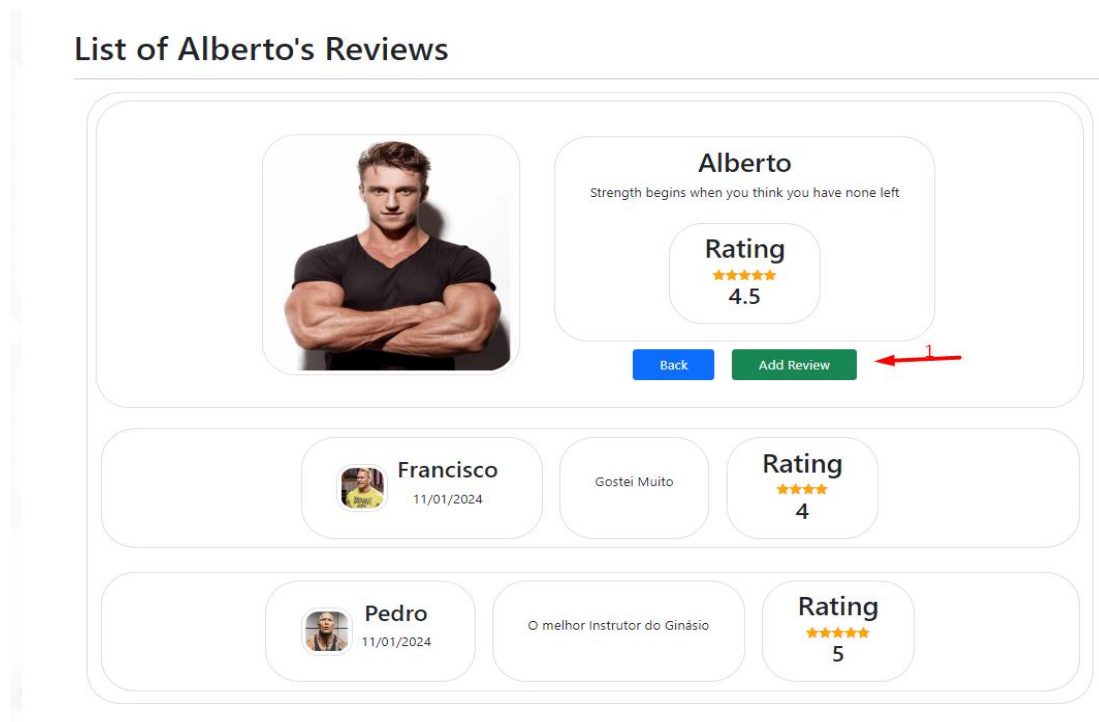 List of Alberto's Reviews
Alberto
Strength begins when you think you have none left
Rating
4.5
Back
Add Review
1
Francisco
11/01/2024
Gostei Muito
Rating
4
Pedro
11/01/2024
O melhor Instrutor do Ginásio
Rating
5